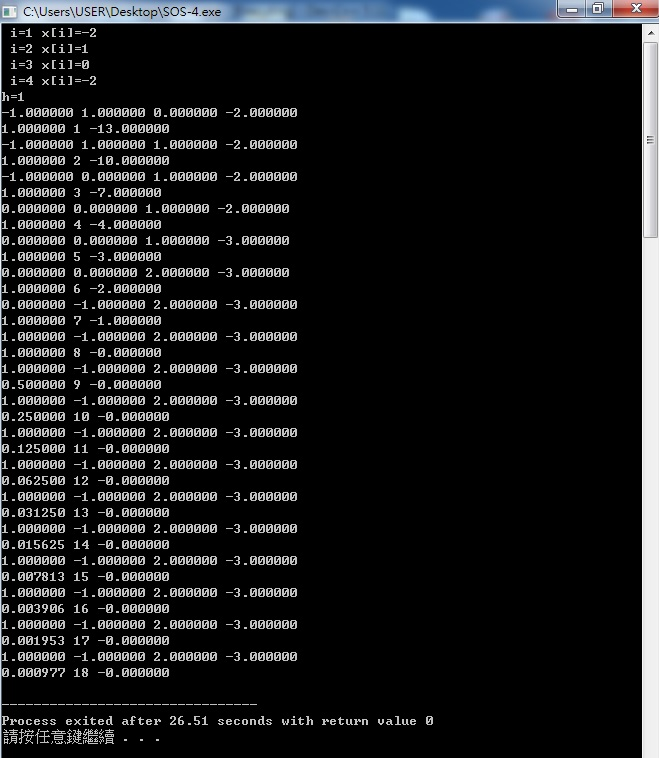 C:\Users\USER\Desktop\SOS-4.exe
i=1 x[i]=-2
i=2 x[i]=1
i=3 x[i]=0
i=4 x[i]=-2
h=1
-1.000000 1.000000 0.000000 -2.000000
1.000000 1 -13.000000
-1.000000 1.000000 1.000000 -2.000000
1.000000 2 -10.000000
-1.000000 0.000000 1.000000 -2.000000
1.000000 3 -7.000000
0.000000 0.000000 1.000000 -2.000000
1.000000 4 -4.000000
0.000000 0.000000 1.000000 -3.000000
1.000000 5 -3.000000
0.000000 0.000000 2.000000 -3.000000
1.000000 6 -2.000000
0.000000 -1.000000 2.000000 -3.000000
1.000000 7 -1.000000
1.000000 -1.000000 2.000000 -3.000000
1.000000 8 -0.000000
1.000000 -1.000000 2.000000 -3.000000
0.500000 9 -0.000000
1.000000 -1.000000 2.000000 -3.000000
0.250000 10 -0.000000
1.000000 -1.000000 2.000000 -3.000000
0.125000 11 -0.000000
1.000000 -1.000000 2.000000 -3.000000
0.062500 12 -0.000000
1.000000 -1.000000 2.000000 -3.000000
0.031250 13 -0.000000
1.000000 -1.000000 2.000000 -3.000000
0.015625 14 -0.000000
1.000000 -1.000000 2.000000 -3.000000
0.007813 15 -0.000000
1.000000 -1.000000 2.000000 -3.000000
0.003906 16 -0.000000
1.000000 -1.000000 2.000000 -3.000000
0.001953 17 -0.000000
1.000000 -1.000000 2.000000 -3.000000
0.000977 18 -0.000000
--------------------------------
Process exited after 26.51 seconds with return value 0
請按任意鍵繼續 . . .